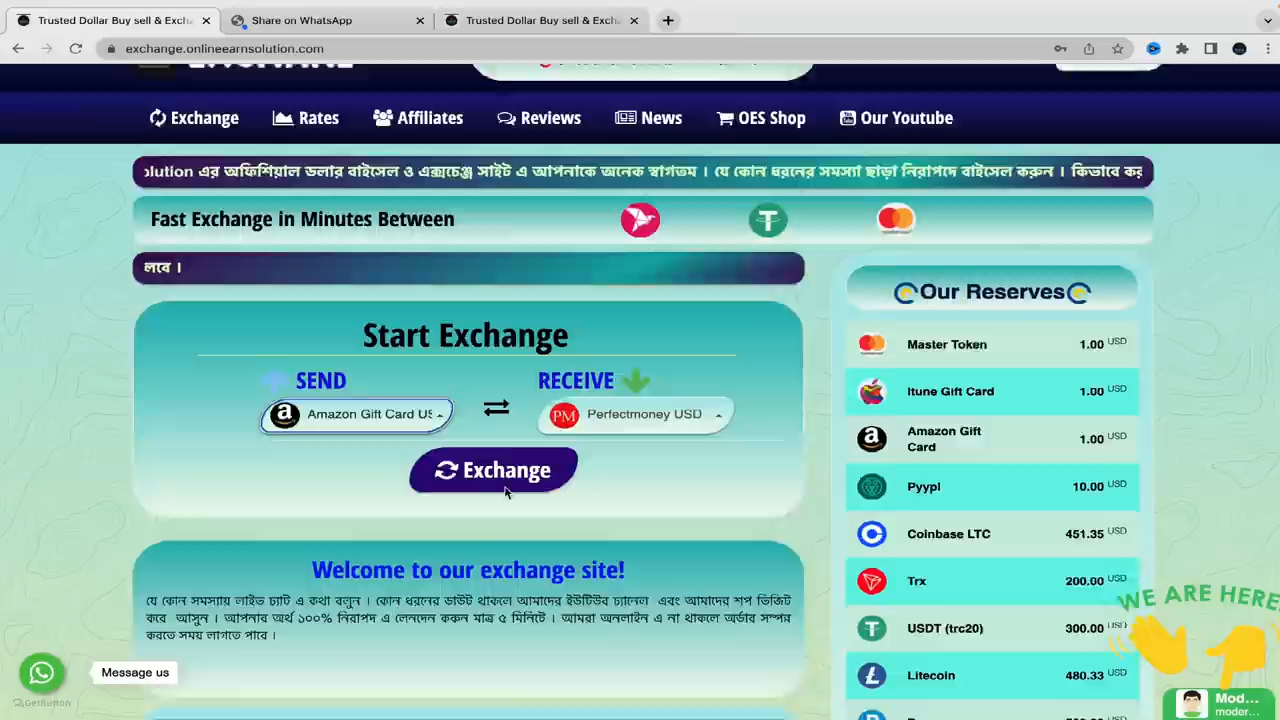 Trusted Dollar Buy sell & Excha
Share on WhatsApp
Trusted Dollar Buy sell & Excha
exchange.onlineearnsolution.com
Exchange
Rates
Affiliates
Reviews
News
OES Shop
Our Youtube
olution এর অফিশিয়াল ডলার বাইসেল ও এক্সচেঞ্জ সাইট এ আপনাকে অনেক স্বাগতম । যে কোন ধরনের সমস্যা ছাড়া নিরাপদে বাইসেল করুন । কিভাবে কর
Fast Exchange in Minutes Between
লবে ।
Our Reserves
Start Exchange
SEND
RECEIVE
Amazon Gift Card US
PM Perfectmoney USD
Exchange
Master Token 1.00 USD
Itune Gift Card 1.00 USD
Amazon Gift
Card 1.00 USD
Pyypl 10.00 USD
Coinbase LTC 451.35 USD
Trx 200.00 USD
USDT (trc20) 300.00 USD
Litecoin 480.33 USD
Welcome to our exchange site!
যে কোন সমস্যায় লাইভ চ্যাট এ কথা বলুন । কোন ধরনের ডাউট থাকলে আমাদের ইউটিউব চ্যানেল এবং আমাদের শপ ভিজিট
করে আসুন । আপনার অর্থ ১০০% নিরাপদ এ লেনদেন করুন মাত্র ৫ মিনিটে । আমরা অনলাইন এ না থাকলে অর্ডার সম্পর
করতে সময় লাগতে পারে ।
WE ARE HERE
Message us
GetButton
Mod...
moder...